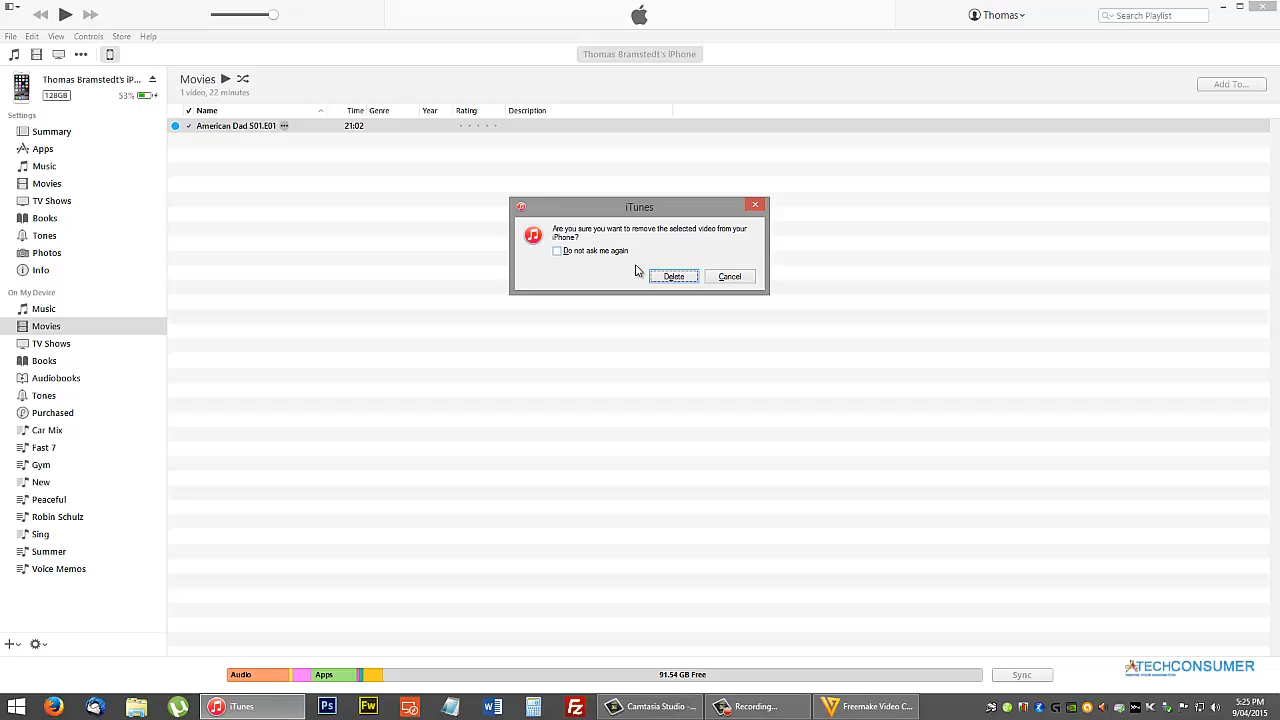 Thomas
Search Playlist
File Edit View Controls Store Help
Thomas Bramstedt's iPhone
Thomas Bramstedt's iP...
128GB 53%
Settings
Summary
Apps
Music
Movies
TV Shows
Books
Tones
Photos
Info
On My Device
Music
Movies
TV Shows
Books
Audiobooks
Tones
Purchased
Car Mix
Fast 7
Gym
New
Peaceful
Robin Schulz
Sing
Summer
Voice Memos
Movies
1 video, 22 minutes
Add To...
Name Time Genre Year Rating Description
American Dad S01.E01 21:02
iTunes
Are you sure you want to remove the selected video from your
iPhone?
Do not ask me again
Delete Cancel
Audio Apps 91.54 GB Free
Sync
TECHCONSUMER
iTunes
Ps
Fw
Camtasia Studio -...
Recording...
Freemake Video C...
5:25 PM
9/04/2015